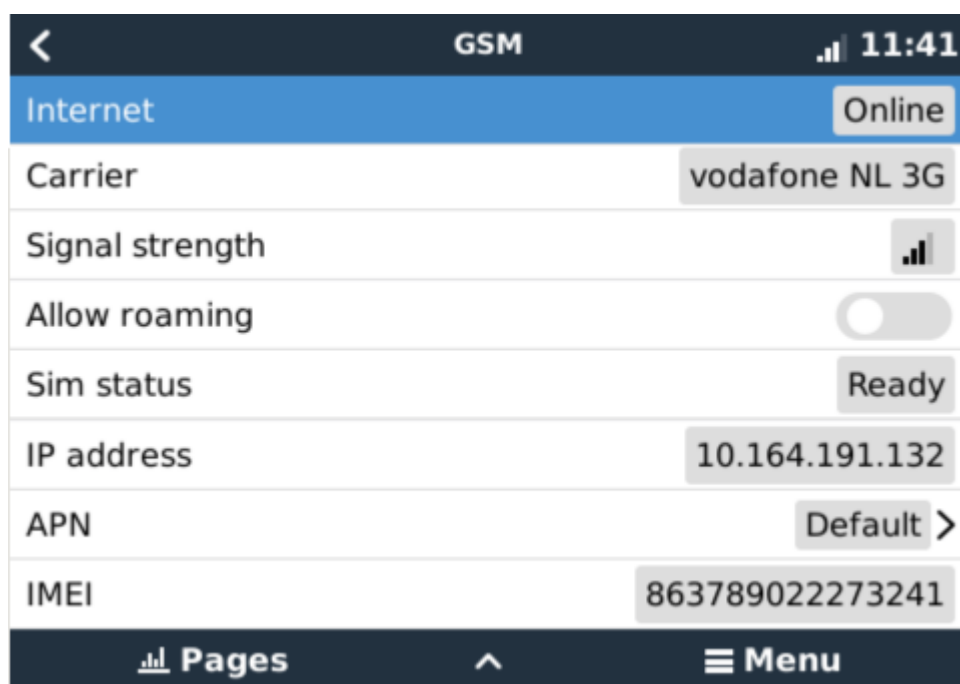 GSM 11:41
Internet Online
Carrier vodafone NL 3G
Signal strength
Allow roaming
Sim status Ready
IP address 10.164.191.132
APN Default
IMEI 863789022273241
Pages Menu